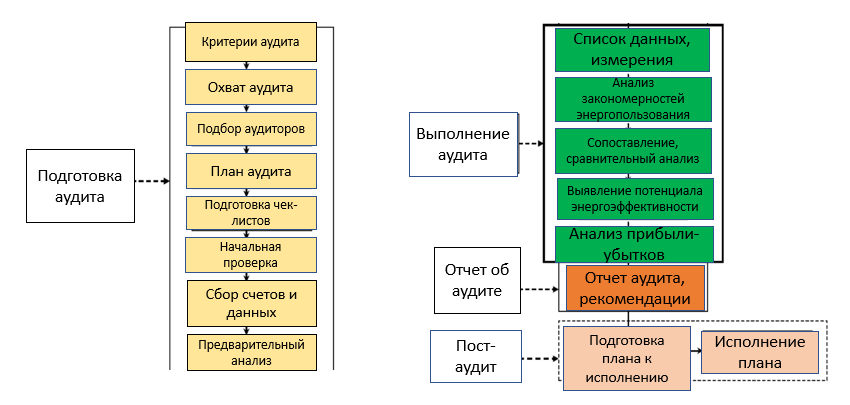 Подготовка
аудита
Критерии аудита
Охват аудита
Подбор аудиторов
План аудита
Подготовка чек-
листов
Начальная
проверка
Сбор счетов и
данных
Предварительный
анализ
Выполнение
аудита
Список данных,
измерения
Анализ
закономерностей
энергопользования
Сопоставление,
сравнительный анализ
Выявление потенциала
энергоэффективности
Анализ прибыли-
убытков
Отчет об
аудите
Отчет аудита,
рекомендации
Пост-
аудит
Подготовка
плана к
исполнению
Исполнение
плана